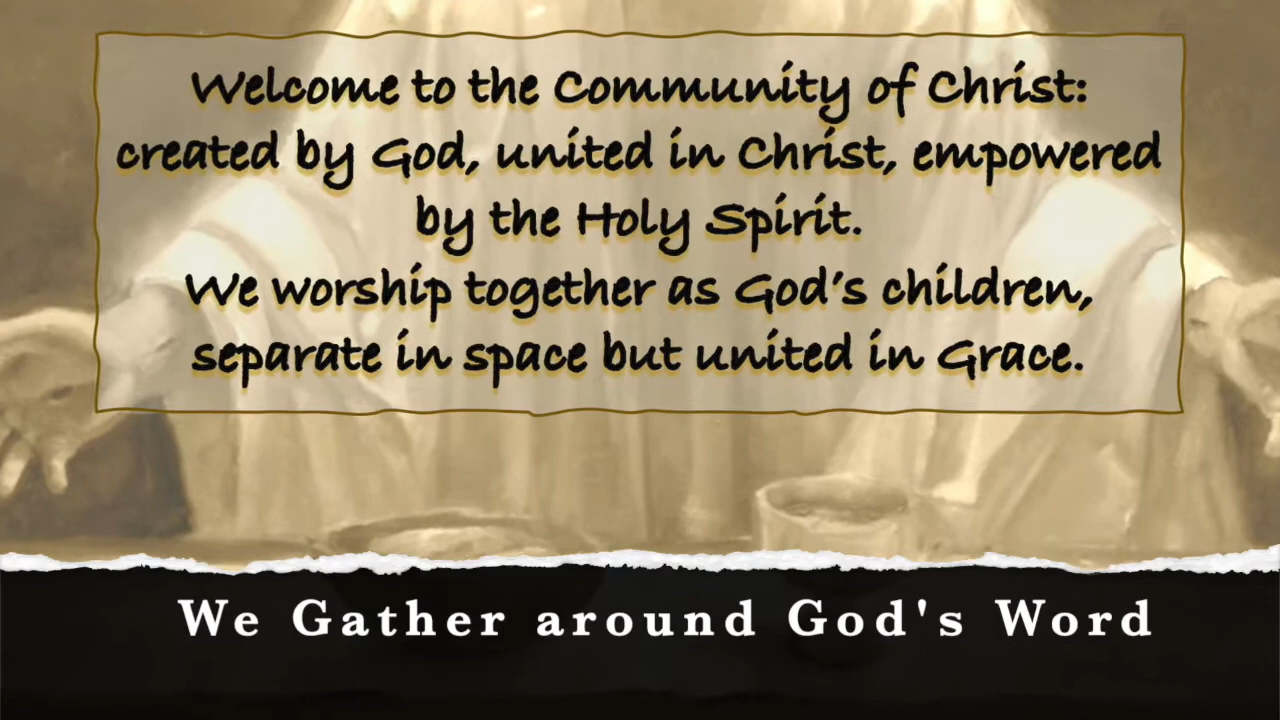 Welcome to the Community of Christ:
created by God, united in Christ, empowered
by the Holy Spirit.
We worship together as God's children,
separate in space but united in Grace.
We Gather around God's Word